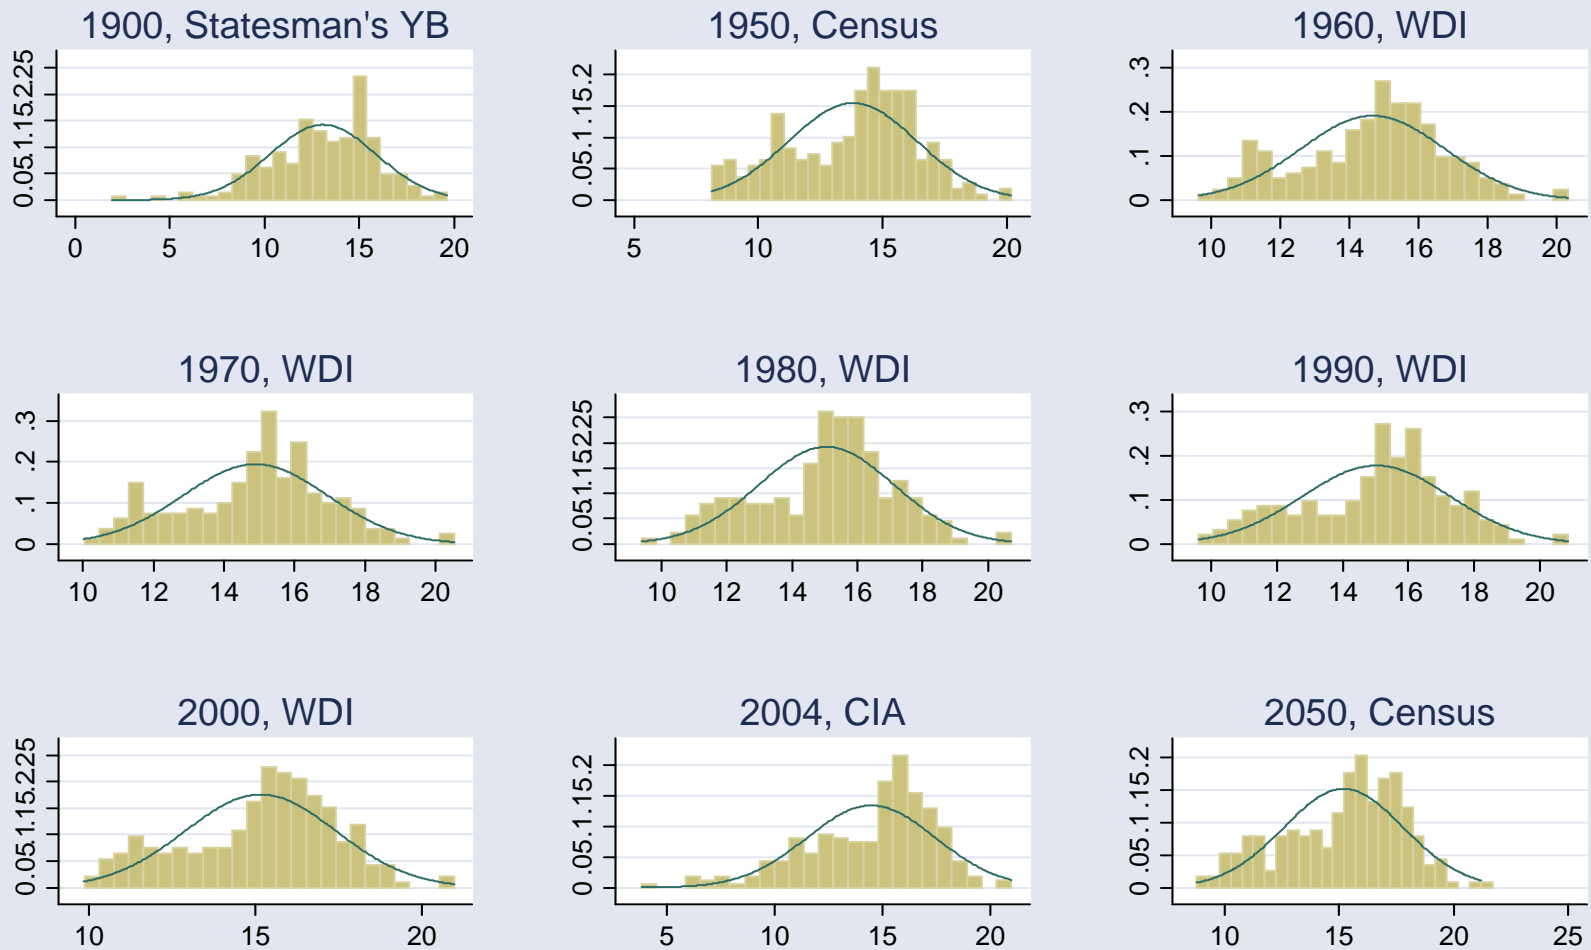 1900, Statesman's YB
1950, Census
1960, WDI
0 .05 .1 .15 .2 .25
0 .05 .1 .15 .2
0 .1 .2 .3
0 5 10 15 20
5 10 15 20
10 12 14 16 18 20
1970, WDI
1980, WDI
1990, WDI
0 .1 .2 .3
0 .05 .1 .15 .2 .25
0 .1 .2 .3
10 12 14 16 18 20
10 12 14 16 18 20
10 12 14 16 18 20
2000, WDI
2004, CIA
2050, Census
0 .05 .1 .15 .2 .25
0 .05 .1 .15 .2
0 .05 .1 .15 .2
10 15 20
5 10 15 20
10 15 20 25